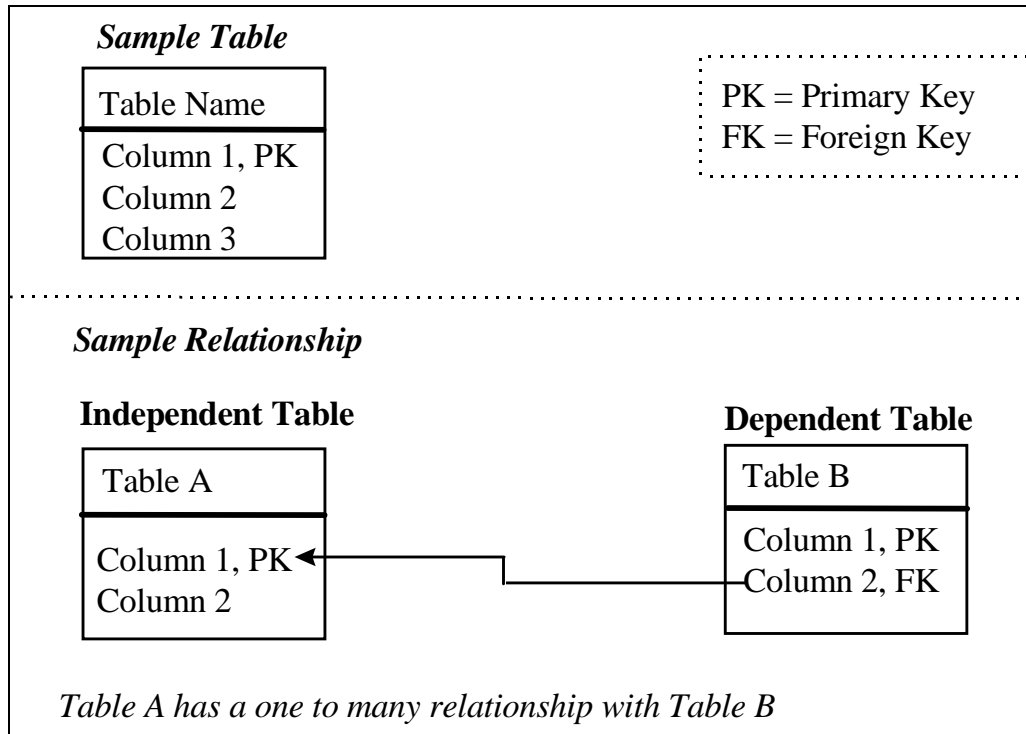 Sample Table
Table Name
Column 1, PK
Column 2
Column 3
PK = Primary Key
FK = Foreign Key
Sample Relationship
Independent Table
Table A
Column 1, PK
Column 2
Dependent Table
Table B
Column 1, PK
Column 2, FK
Table A has a one to many relationship with Table B